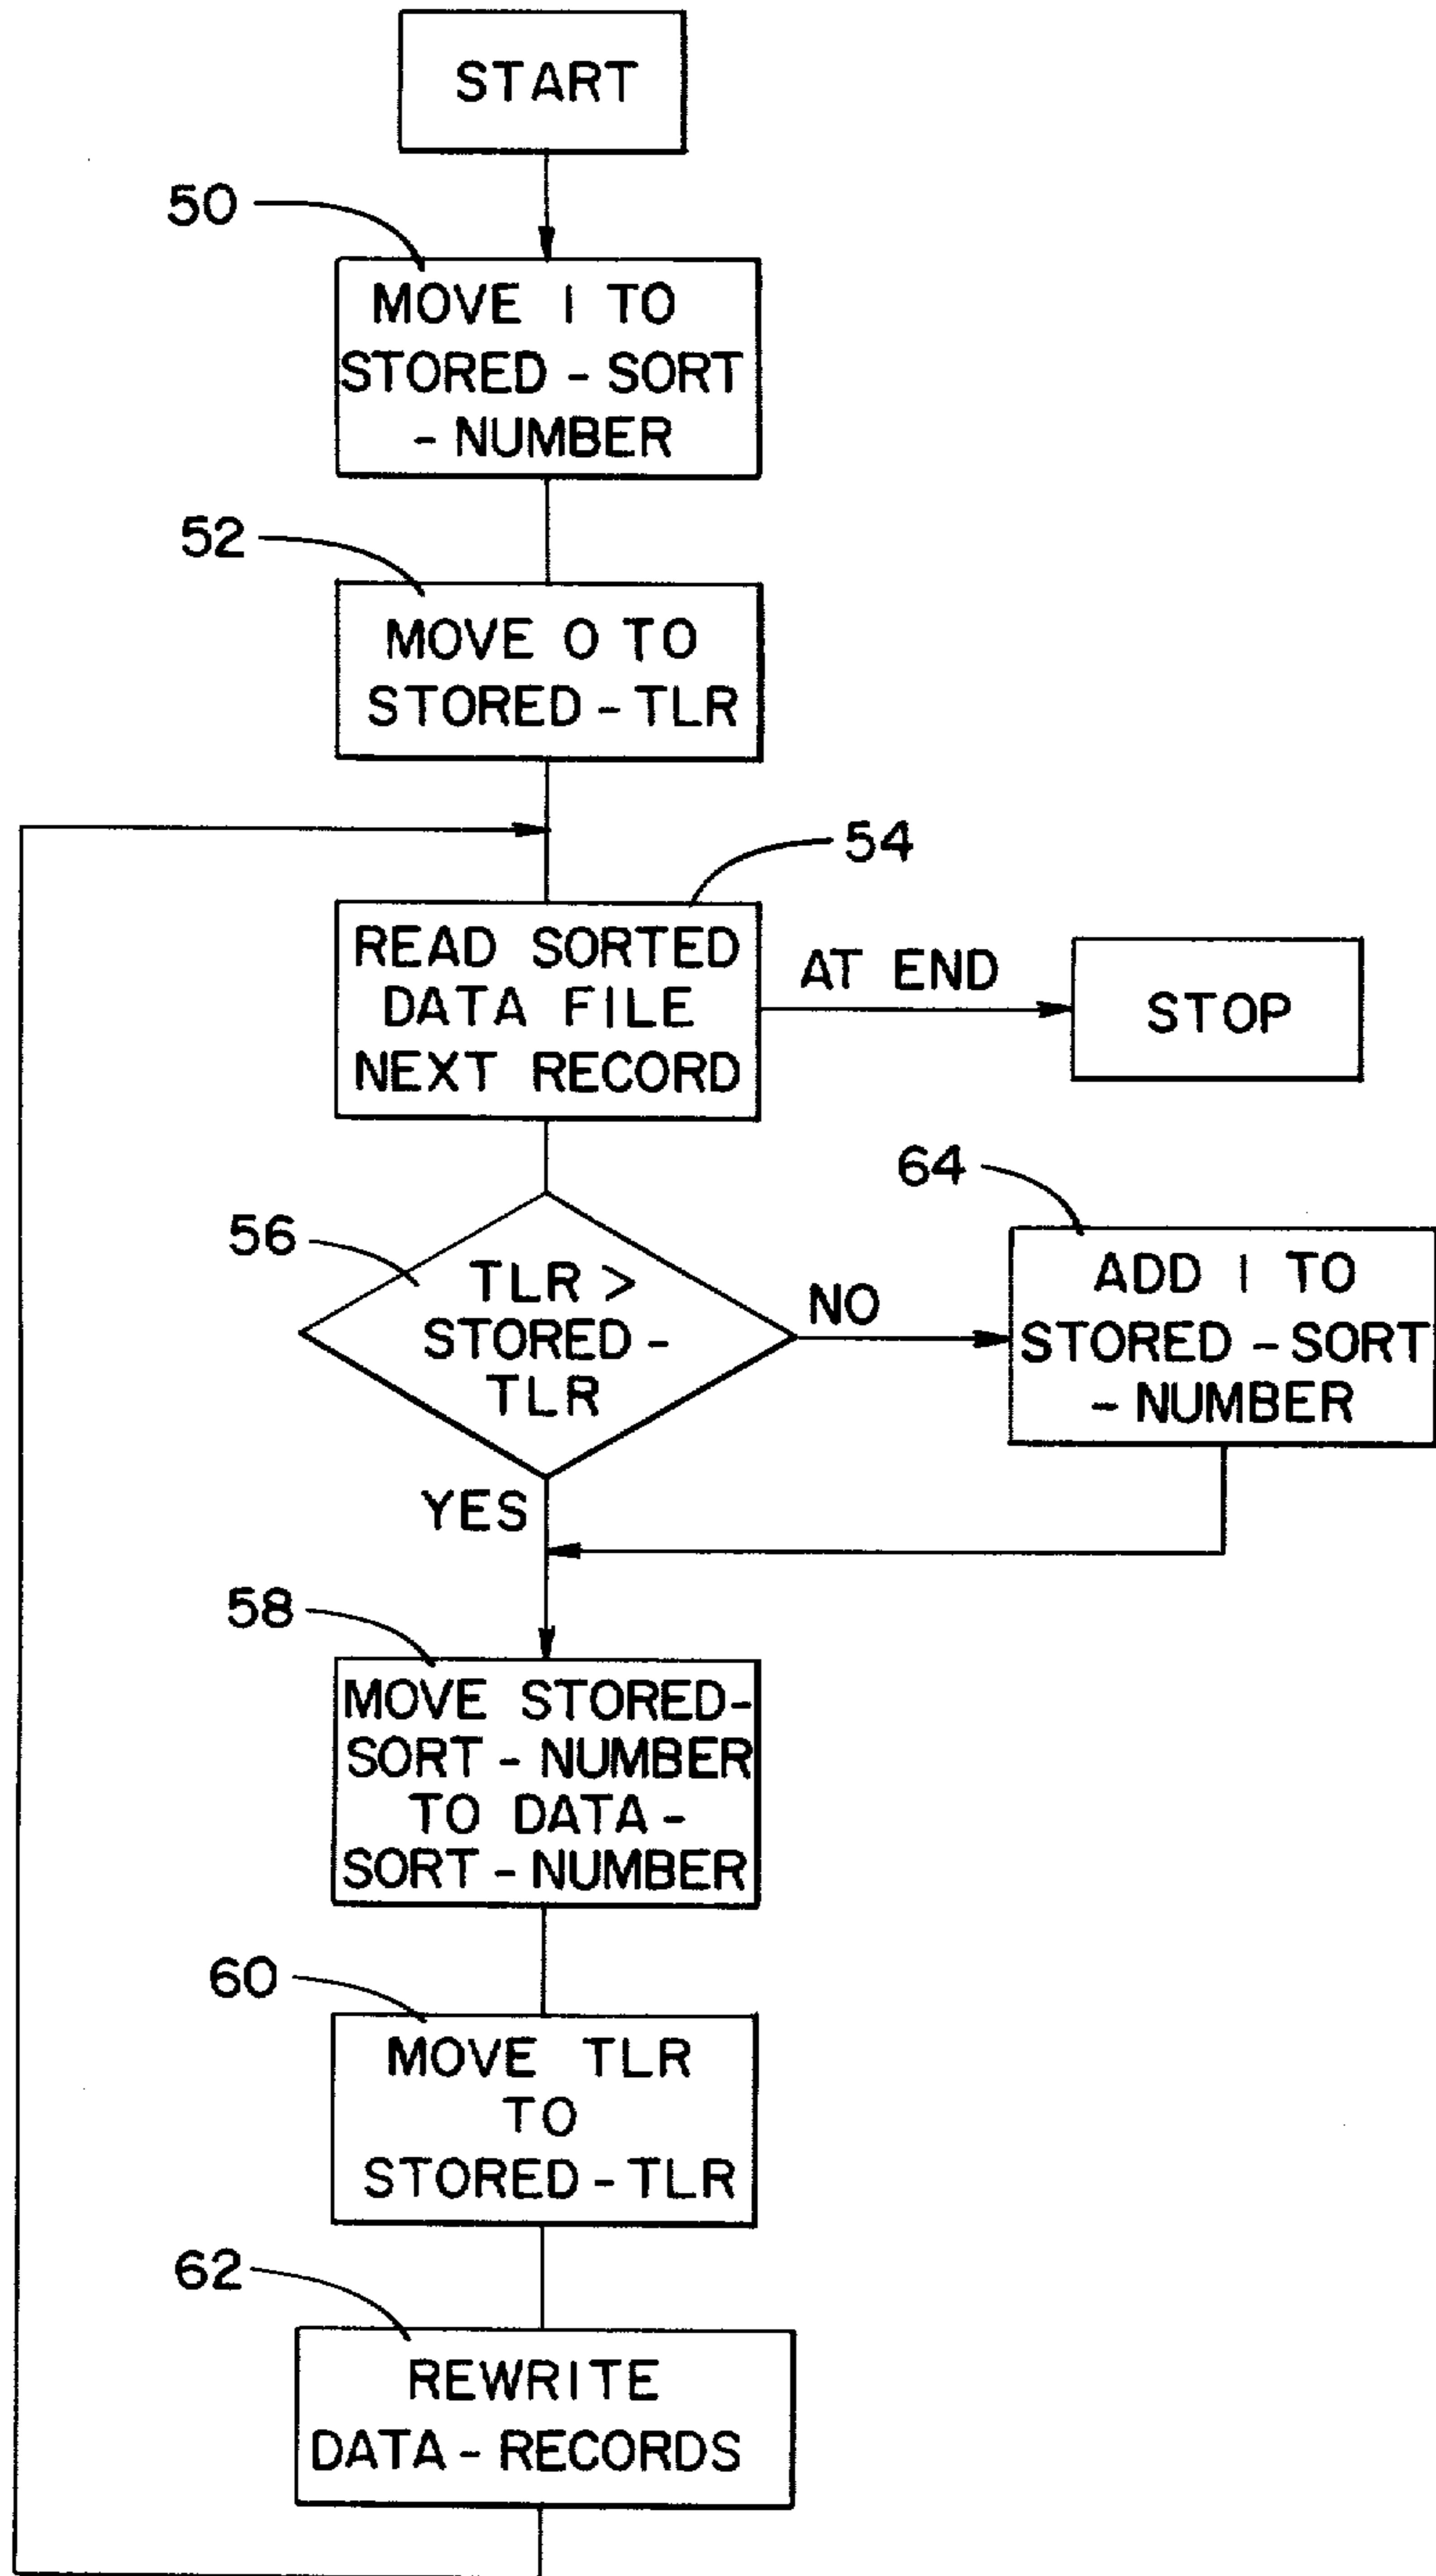 START
50
MOVE 1 TO
STORED - SORT
- NUMBER
52
MOVE 0 TO
STORED - TLR
54
READ SORTED
DATA FILE
NEXT RECORD
AT END
STOP
56
TLR >
STORED -
TLR
NO
64
ADD 1 TO
STORED - SORT
- NUMBER
YES
58
MOVE STORED-
SORT - NUMBER
TO DATA -
SORT - NUMBER
60
MOVE TLR
TO
STORED - TLR
62
REWRITE
DATA - RECORDS